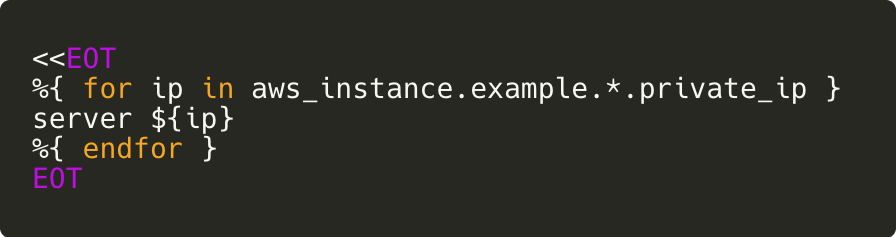 <<EOT
%{ for ip in aws_instance.example.*.private_ip }
server ${ip}
%{ endfor }
EOT